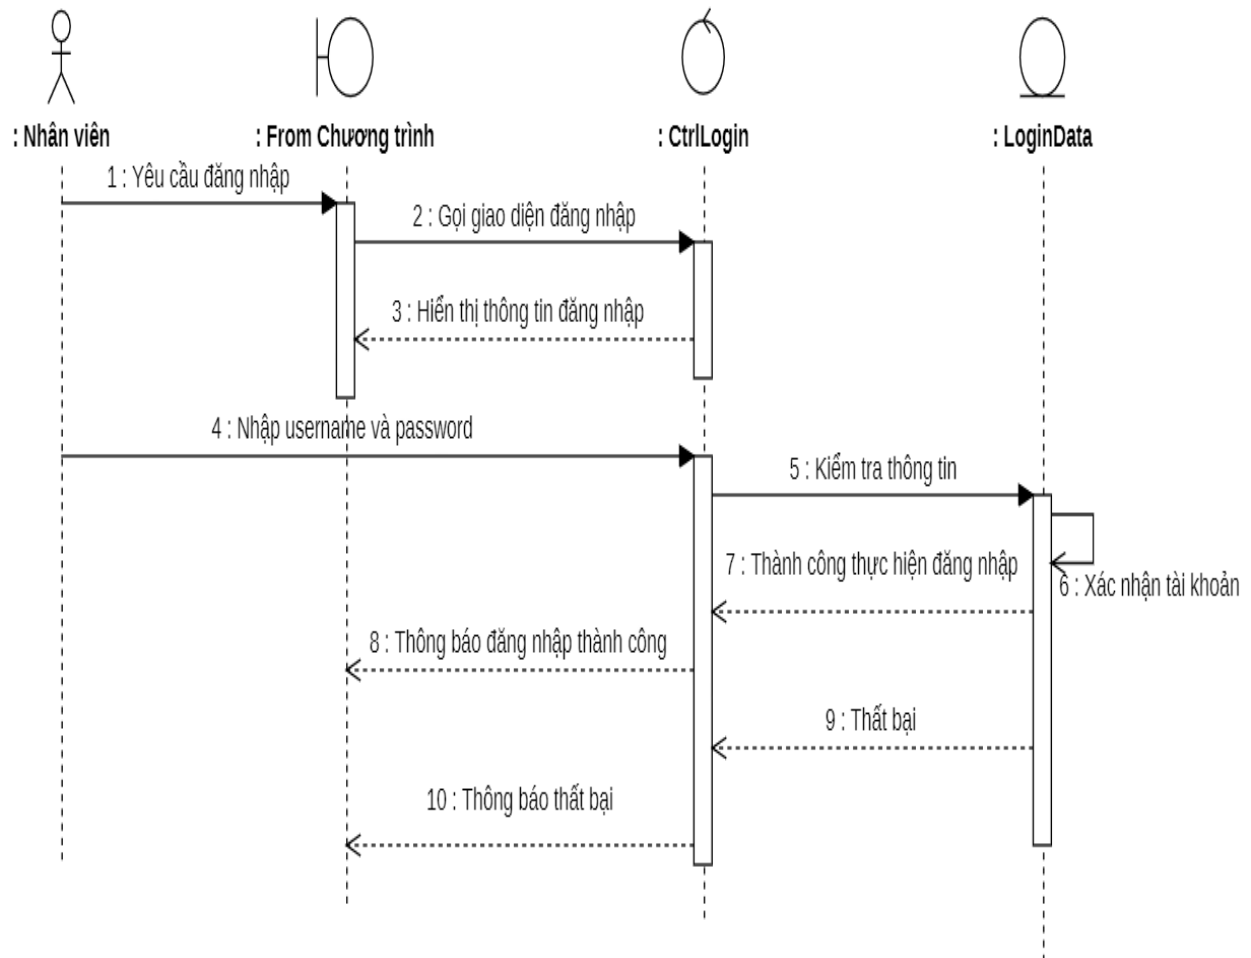 : Nhân viên
: From Chương trình
: CtrlLogin
: LoginData
1 : Yêu cầu đăng nhập
2 : Gọi giao diện đăng nhập
3 : Hiển thị thông tin đăng nhập
4 : Nhập username và password
5 : Kiểm tra thông tin
6 : Xác nhận tài khoản
7 : Thành công thực hiện đăng nhập
8 : Thông báo đăng nhập thành công
9 : Thất bại
10 : Thông báo thất bại